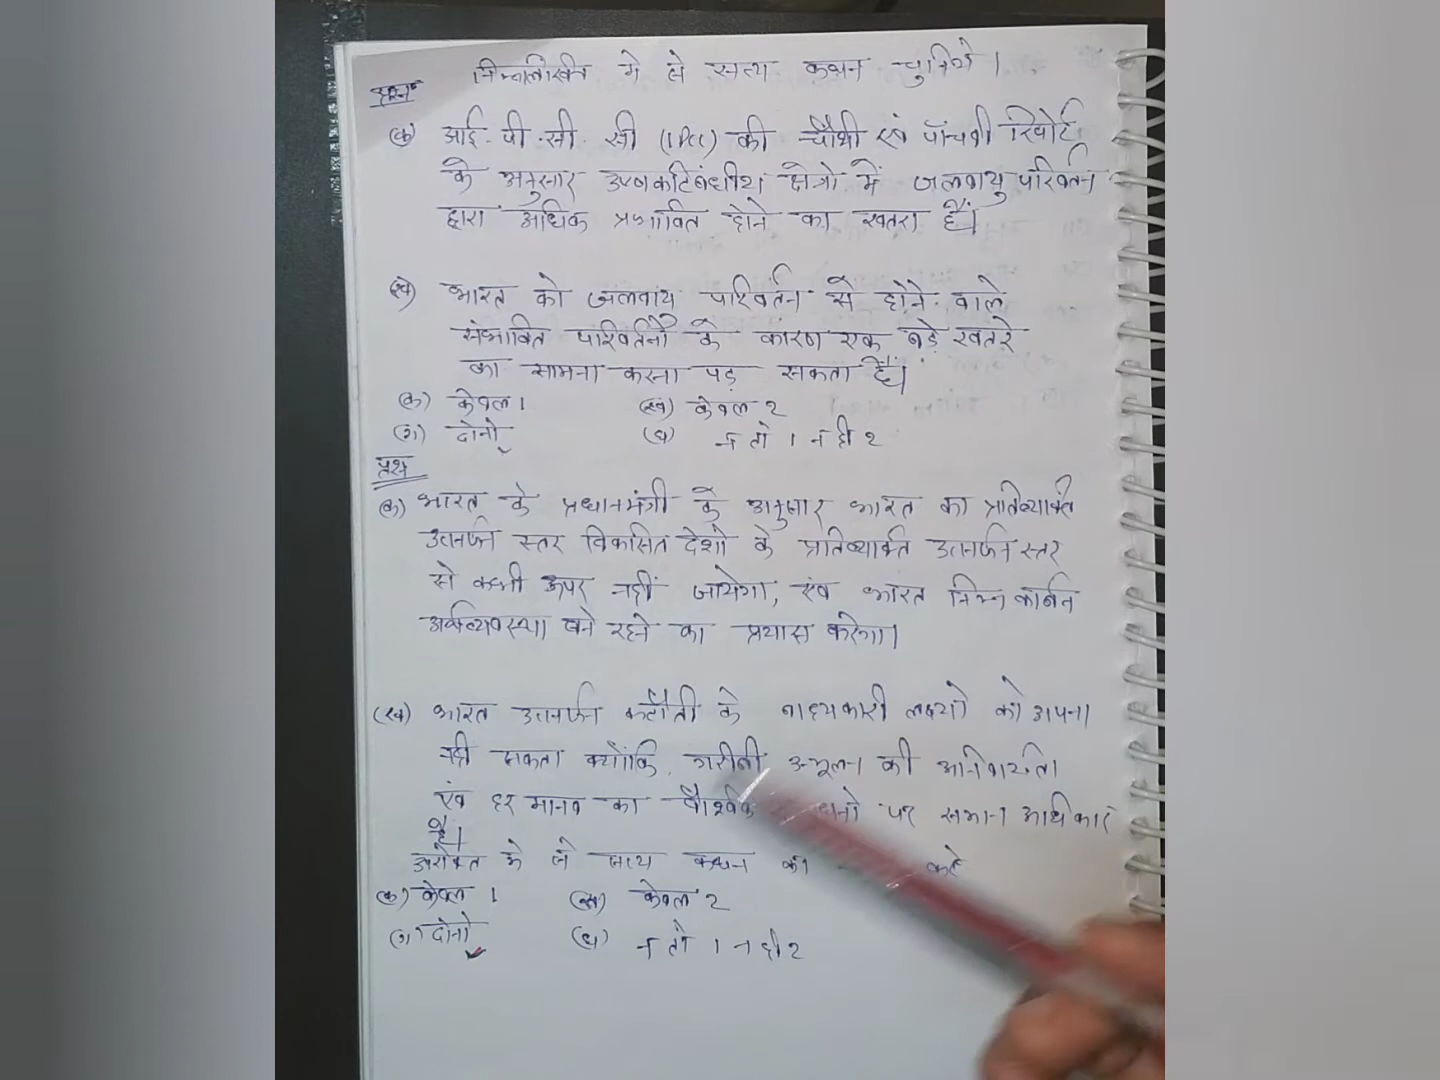 निम्नलिखित में से सत्य कथन चुनिये।
प्रश्न
(क) आई. पी. सी. सी (IPCC) की चौथी एवं पाँचवी रिपोर्ट
के अनुसार उष्णकटिबंधीय क्षेत्रो में जलवायु परिवर्तन
द्वारा अधिक प्रभावित होने का खतरा है।
(ख) भारत को जलवायु परिवर्तन से होने वाले
संभावित परिवर्तनों के कारण एक बड़े खतरे
का सामना करना पड़ सकता है।
(क) केवल 1 (ख) केवल 2
(ग) दोनो (घ) न तो 1 न ही 2
प्रश्न
(क) भारत के प्रधानमंत्री के अनुसार भारत का प्रतिव्यक्ति
उत्सर्जन स्तर विकसित देशों के प्रतिव्यक्ति उत्सर्जन स्तर
से कभी ऊपर नहीं जायेगा, एंव भारत निम्न कार्बन
अर्थव्यवस्था बने रहने का प्रयास करेगा।
(ख) भारत उत्सर्जन कटौती के बाध्यकारी लक्ष्यो को अपना
नही सकता क्योंकि गरीबी उन्मूलन की अनिवार्यता
एंव हर मानव का वैश्विक पर समान अधिकार
है।
उपरोक्त मे से सत्य कथन का
(क) केवल 1 (ख) केवल 2
(ग) दोनो (घ) न तो 1 न ही 2